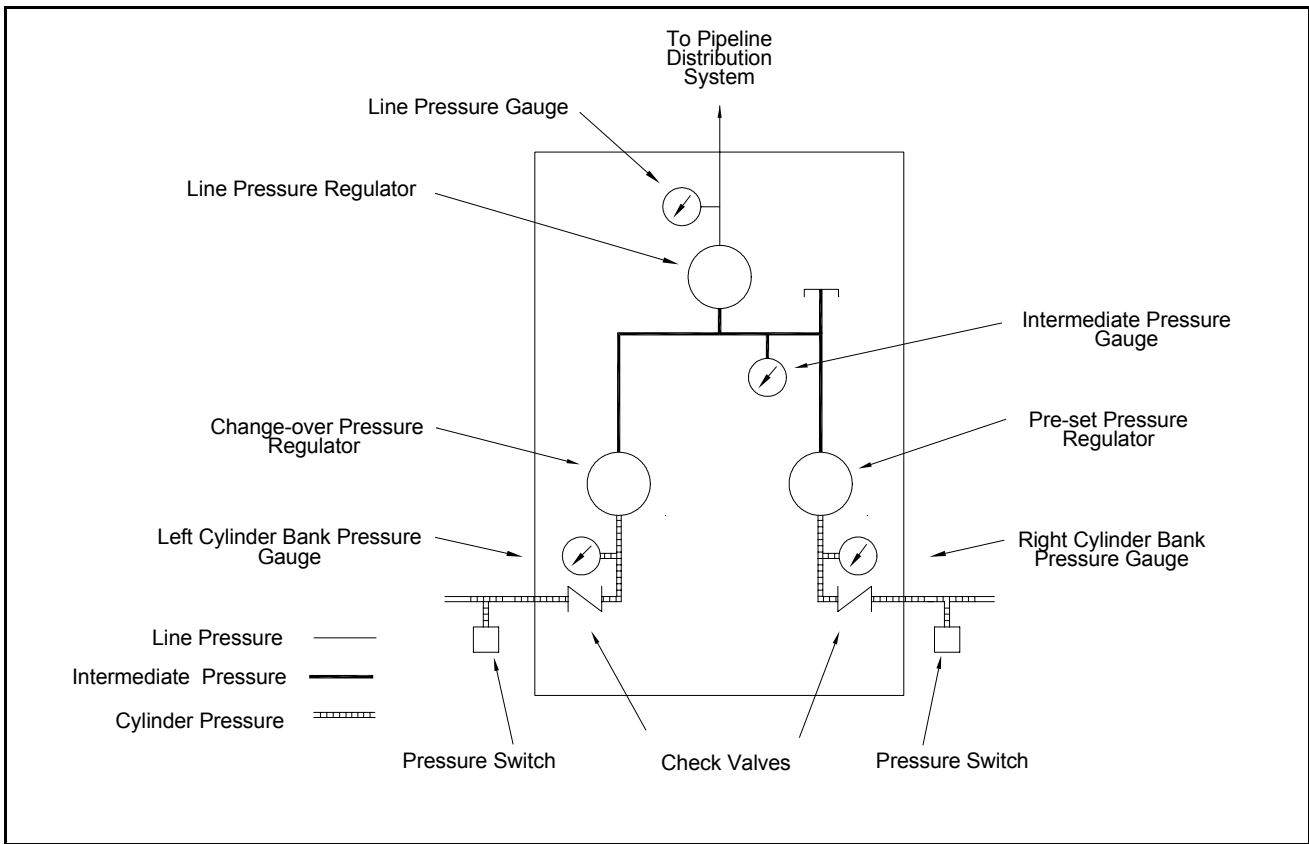 To Pipeline
Distribution
System
Line Pressure Gauge
Line Pressure Regulator
Intermediate Pressure
Gauge
Change-over Pressure
Regulator
Pre-set Pressure
Regulator
Left Cylinder Bank Pressure
Gauge
Right Cylinder Bank
Pressure Gauge
Line Pressure
Intermediate Pressure
Cylinder Pressure
Pressure Switch
Check Valves
Pressure Switch